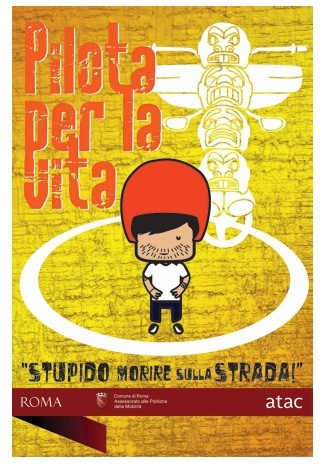 Pilota
per la
vita
"STUPIDO MORIRE SULLA STRADA!"
ROMA
Comune di Roma
Assessorato alle Politiche
della Mobilità
atac